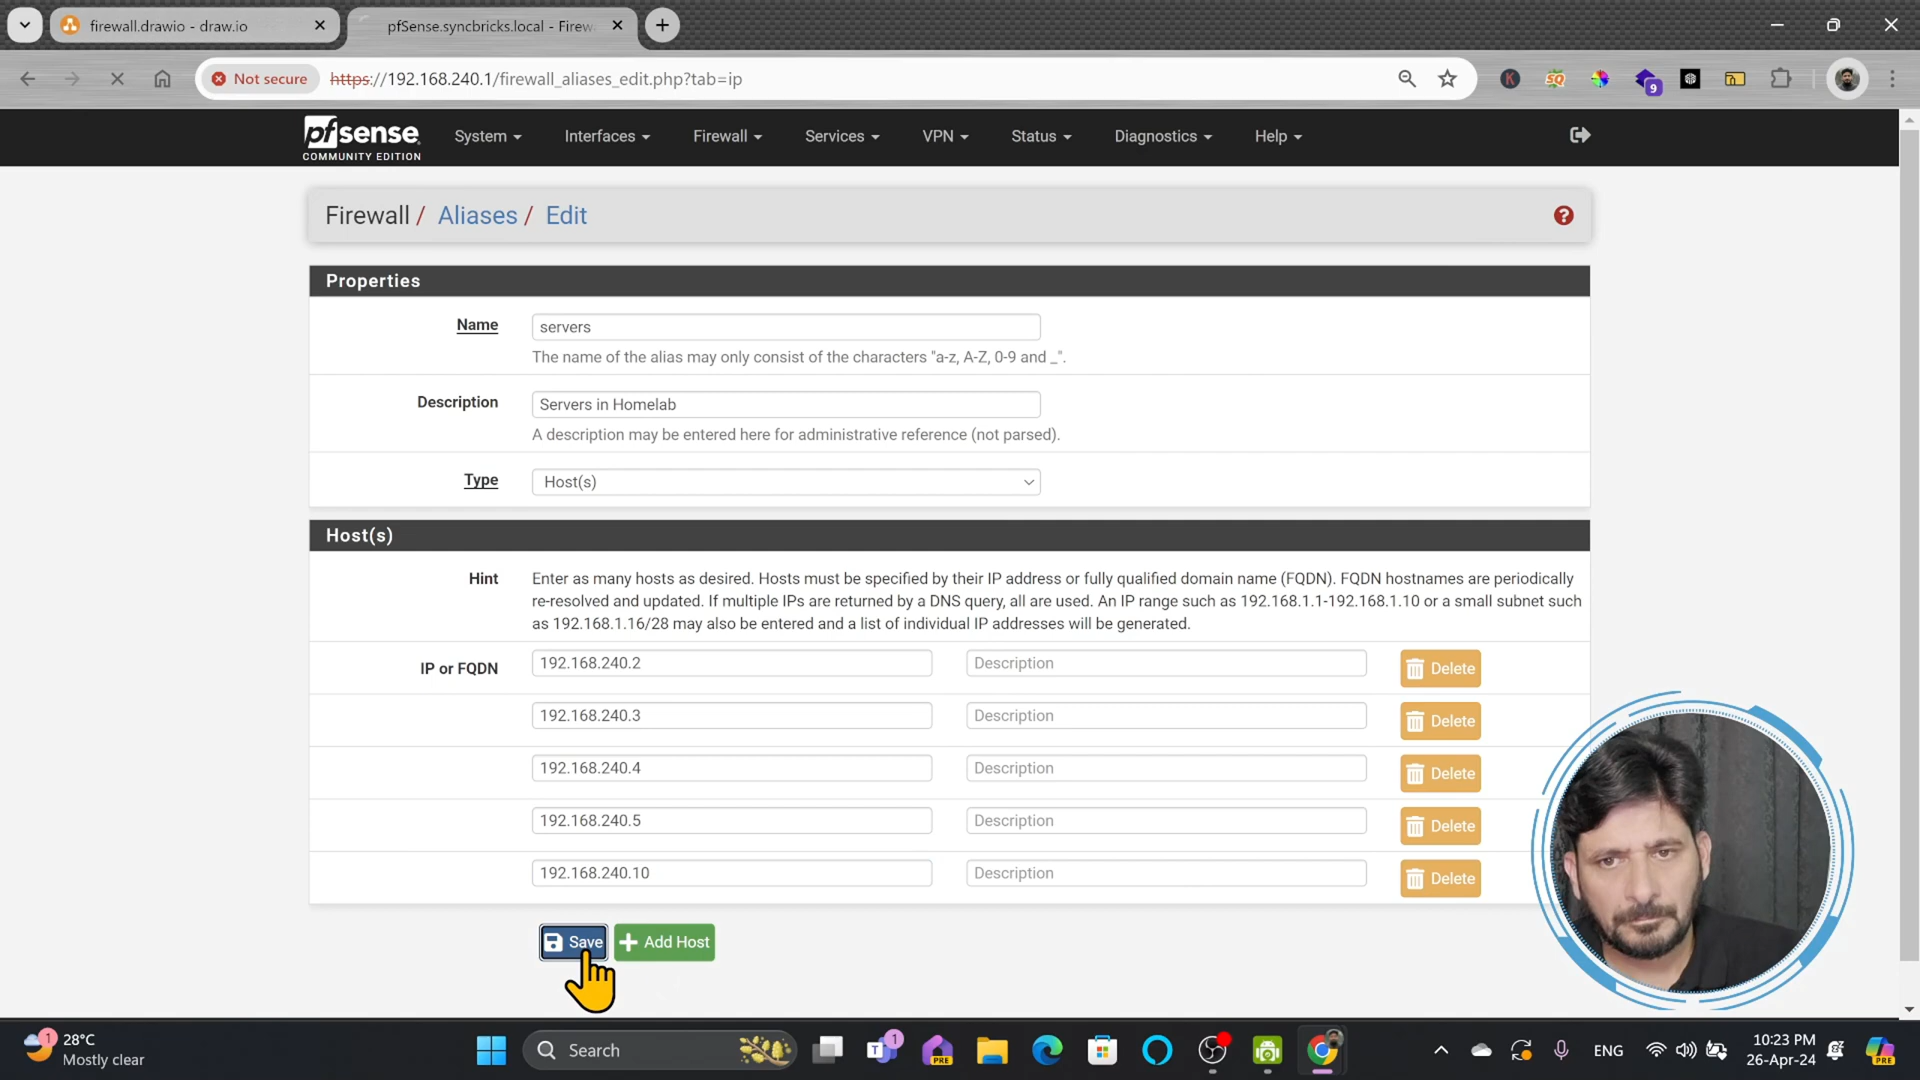 firewall.drawio - draw.io
pfSense.syncbricks.local - Firew
Not secure
https://192.168.240.1/firewall_aliases_edit.php?tab=ip
9
pfsense
COMMUNITY EDITION
System
Interfaces
Firewall
Services
VPN
Status
Diagnostics
Help
Firewall / Aliases / Edit
Properties
Name
servers
The name of the alias may only consist of the characters "a-z, A-Z, 0-9 and _".
Description
Servers in Homelab
A description may be entered here for administrative reference (not parsed).
Type
Host(s)
Host(s)
Hint
Enter as many hosts as desired. Hosts must be specified by their IP address or fully qualified domain name (FQDN). FQDN hostnames are periodically
re-resolved and updated. If multiple IPs are returned by a DNS query, all are used. An IP range such as 192.168.1.1-192.168.1.10 or a small subnet such
as 192.168.1.16/28 may also be entered and a list of individual IP addresses will be generated.
IP or FQDN
192.168.240.2
Description
Delete
192.168.240.3
Description
Delete
192.168.240.4
Description
Delete
192.168.240.5
Description
Delete
192.168.240.10
Description
Delete
Save
Add Host
1
28°C
Mostly clear
Search
1
PRE
ENG
10:23 PM
26-Apr-24
PRE